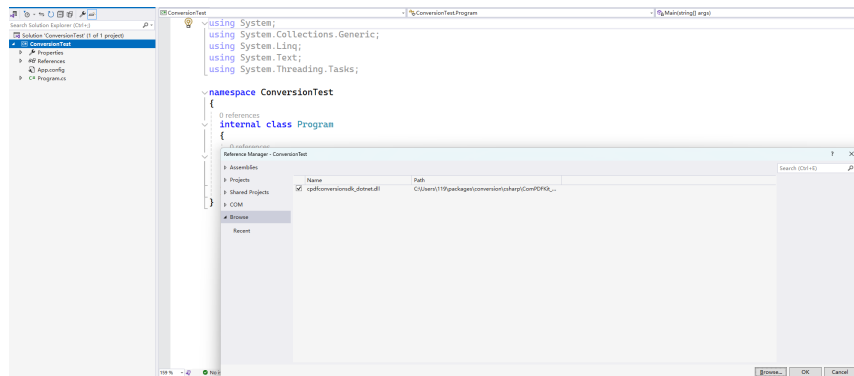 Search Solution Explorer (Ctrl+;)
Solution 'ConversionTest' (1 of 1 project)
ConversionTest
Properties
References
App.config
C# Program.cs
ConversionTest
ConversionTest.Program
Main(string[] args)
using System;
using System.Collections.Generic;
using System.Linq;
using System.Text;
using System.Threading.Tasks;
namespace ConversionTest
{
0 references
internal class Program
{
0 references
}
Reference Manager - ConversionTest
? X
Assemblies
Projects
Shared Projects
COM
Browse
Recent
Search (Ctrl+E)
Name Path
cpdfconversionsdk_dotnet.dll C:\Users\119\packages\conversion\csharp\ComPDFKit_...
Browse... OK Cancel